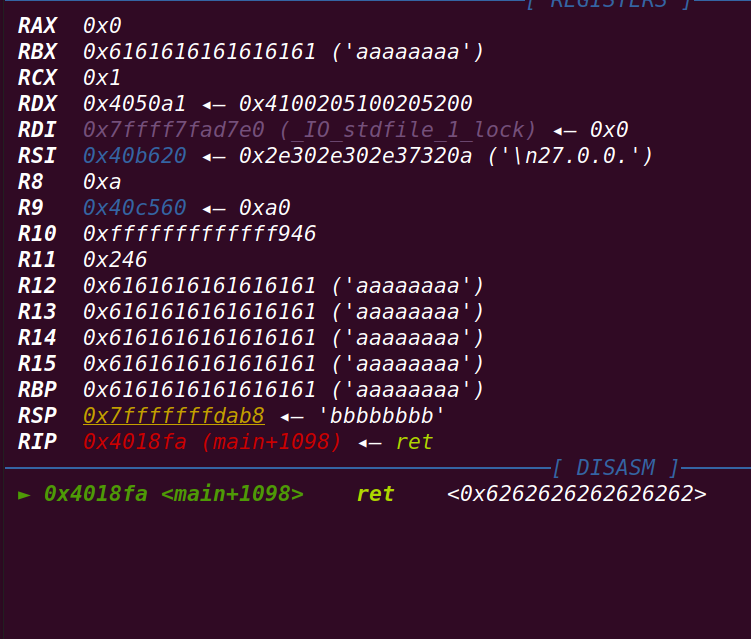 [ REGISTERS ]
RAX 0x0
RBX 0x6161616161616161 ('aaaaaaaa')
RCX 0x1
RDX 0x4050a1 ◂— 0x4100205100205200
RDI 0x7ffff7fad7e0 (_IO_stdfile_1_lock) ◂— 0x0
RSI 0x40b620 ◂— 0x2e302e302e37320a ('\n27.0.0.')
R8 0xa
R9 0x40c560 ◂— 0xa0
R10 0xfffffffffffff946
R11 0x246
R12 0x6161616161616161 ('aaaaaaaa')
R13 0x6161616161616161 ('aaaaaaaa')
R14 0x6161616161616161 ('aaaaaaaa')
R15 0x6161616161616161 ('aaaaaaaa')
RBP 0x6161616161616161 ('aaaaaaaa')
RSP 0x7fffffffdab8 ◂— 'bbbbbbbb'
RIP 0x4018fa (main+1098) ◂— ret
[ DISASM ]
► 0x4018fa <main+1098> ret <0x6262626262626262>